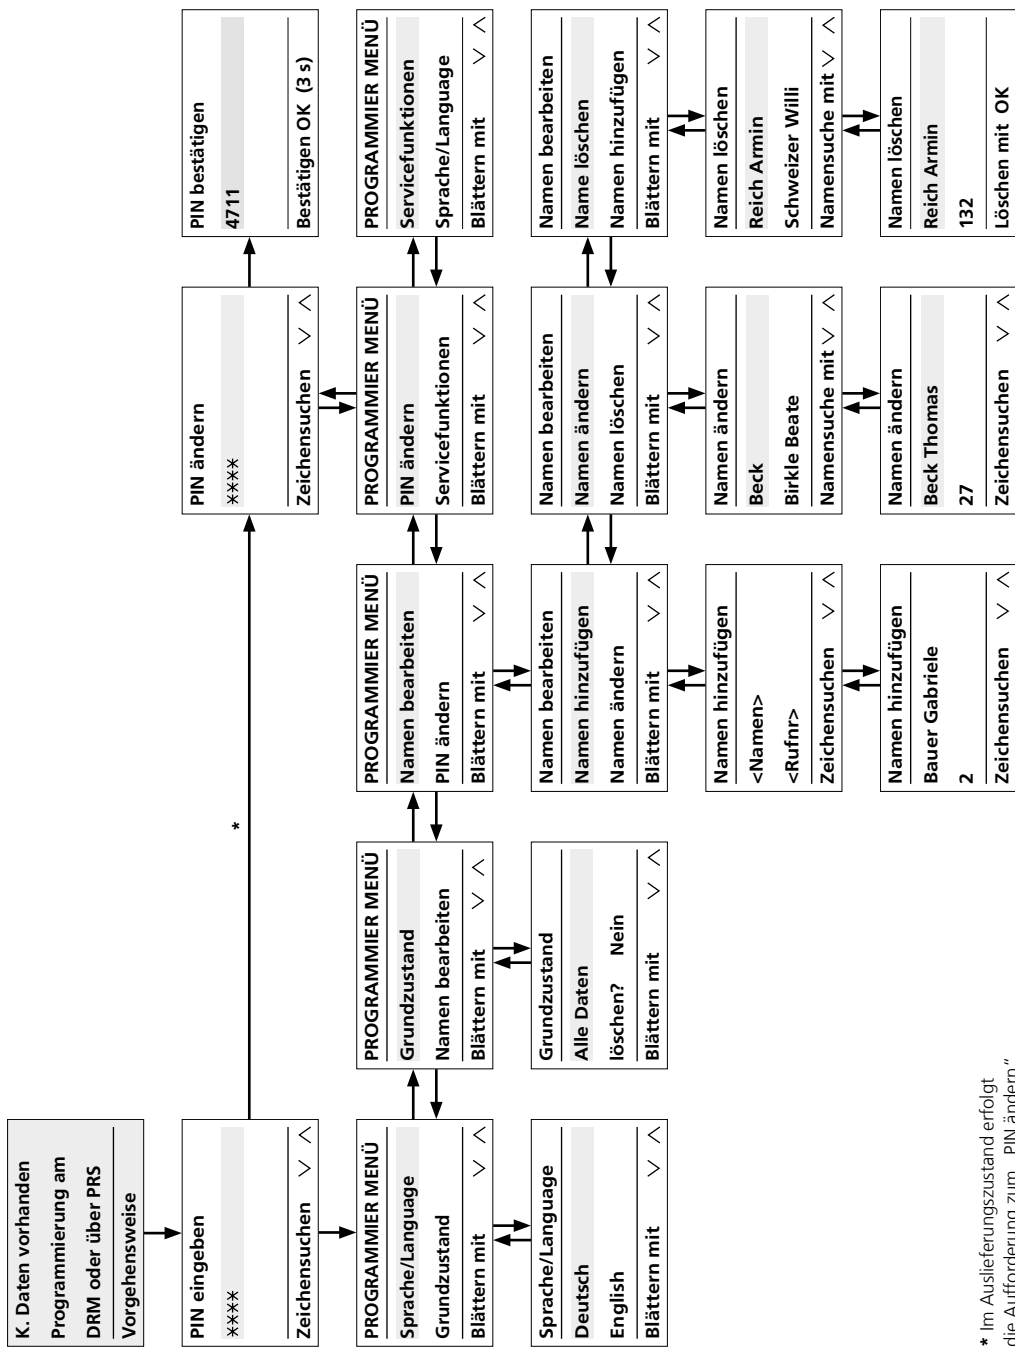 K. Daten vorhanden
Programmierung am
DRM oder über PRS
Vorgehensweise
PIN eingeben
****
Zeichensuchen
*
PIN ändern
****
Zeichensuchen
PIN bestätigen
4711
Bestätigen OK (3 s)
PROGRAMMIER MENÜ
Sprache/Language
Grundzustand
Blättern mit
PROGRAMMIER MENÜ
Grundzustand
Namen bearbeiten
Blättern mit
PROGRAMMIER MENÜ
Namen bearbeiten
PIN ändern
Blättern mit
PROGRAMMIER MENÜ
PIN ändern
Servicefunktionen
Blättern mit
PROGRAMMIER MENÜ
Servicefunktionen
Sprache/Language
Blättern mit
Sprache/Language
Deutsch
English
Blättern mit
Grundzustand
Alle Daten
löschen? Nein
Blättern mit
Namen bearbeiten
Namen hinzufügen
Namen ändern
Blättern mit
Namen bearbeiten
Namen ändern
Namen löschen
Blättern mit
Namen bearbeiten
Name löschen
Namen hinzufügen
Blättern mit
Namen hinzufügen
<Namen>
<Rufnr>
Zeichensuchen
Namen ändern
Beck
Birkle Beate
Namensuche mit
Namen löschen
Reich Armin
Schweizer Willi
Namensuche mit
Namen hinzufügen
Bauer Gabriele
2
Zeichensuchen
Namen ändern
Beck Thomas
27
Zeichensuchen
Namen löschen
Reich Armin
132
Löschen mit OK
* Im Auslieferungszustand erfolgt
die Aufforderung zum „PIN ändern“